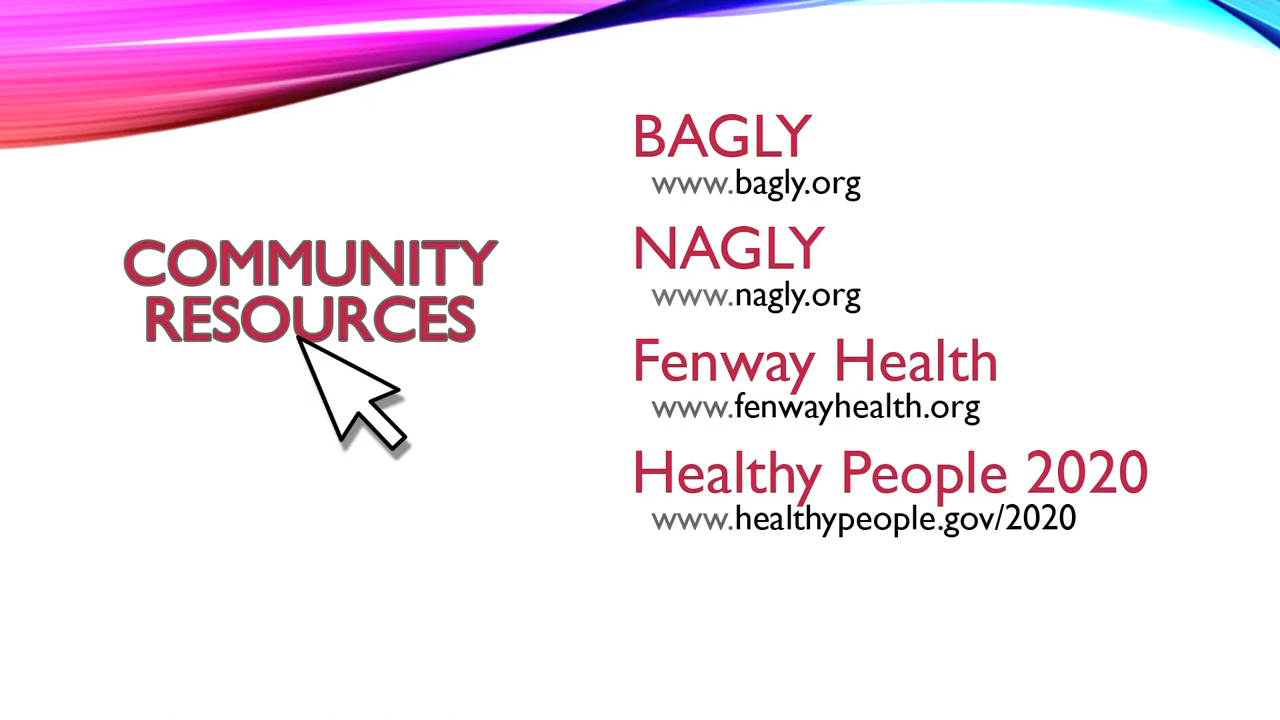 COMMUNITY
RESOURCES
BAGLY
www.bagly.org
NAGLY
www.nagly.org
Fenway Health
www.fenwayhealth.org
Healthy People 2020
www.healthypeople.gov/2020